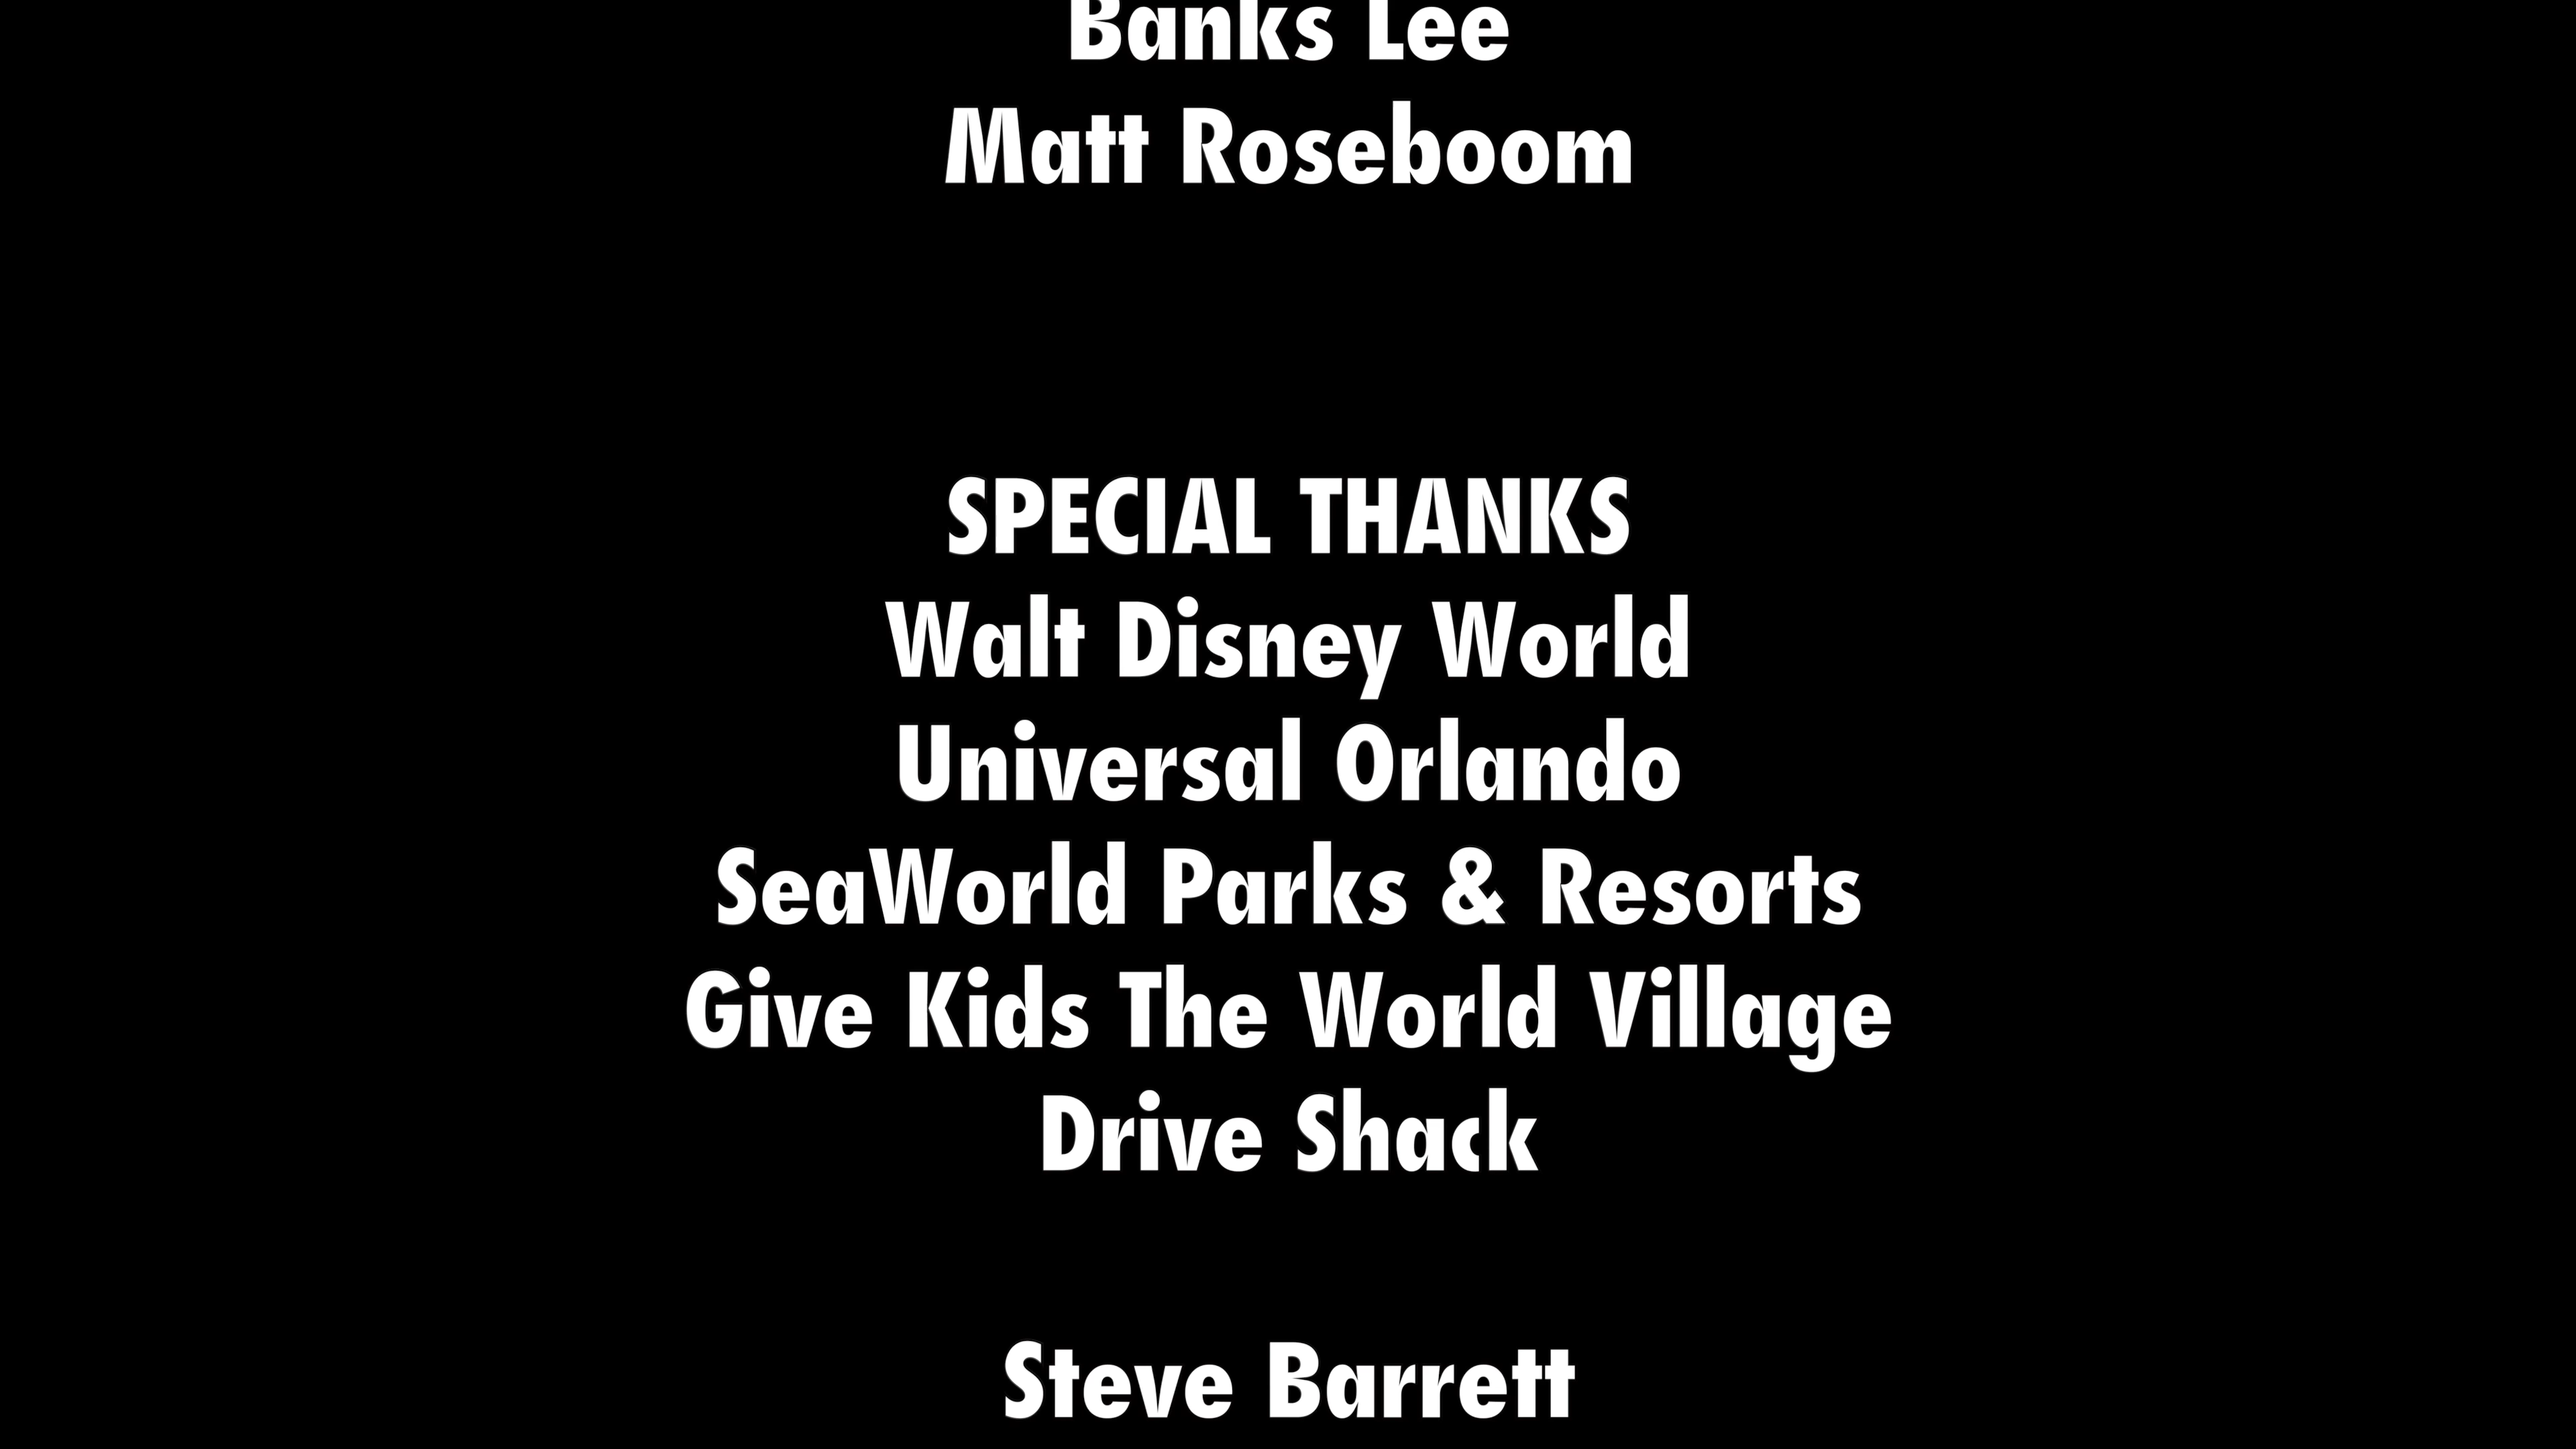 Banks Lee
Matt Roseboom
SPECIAL THANKS
Walt Disney World
Universal Orlando
SeaWorld Parks & Resorts
Give Kids The World Village
Drive Shack
Steve Barrett